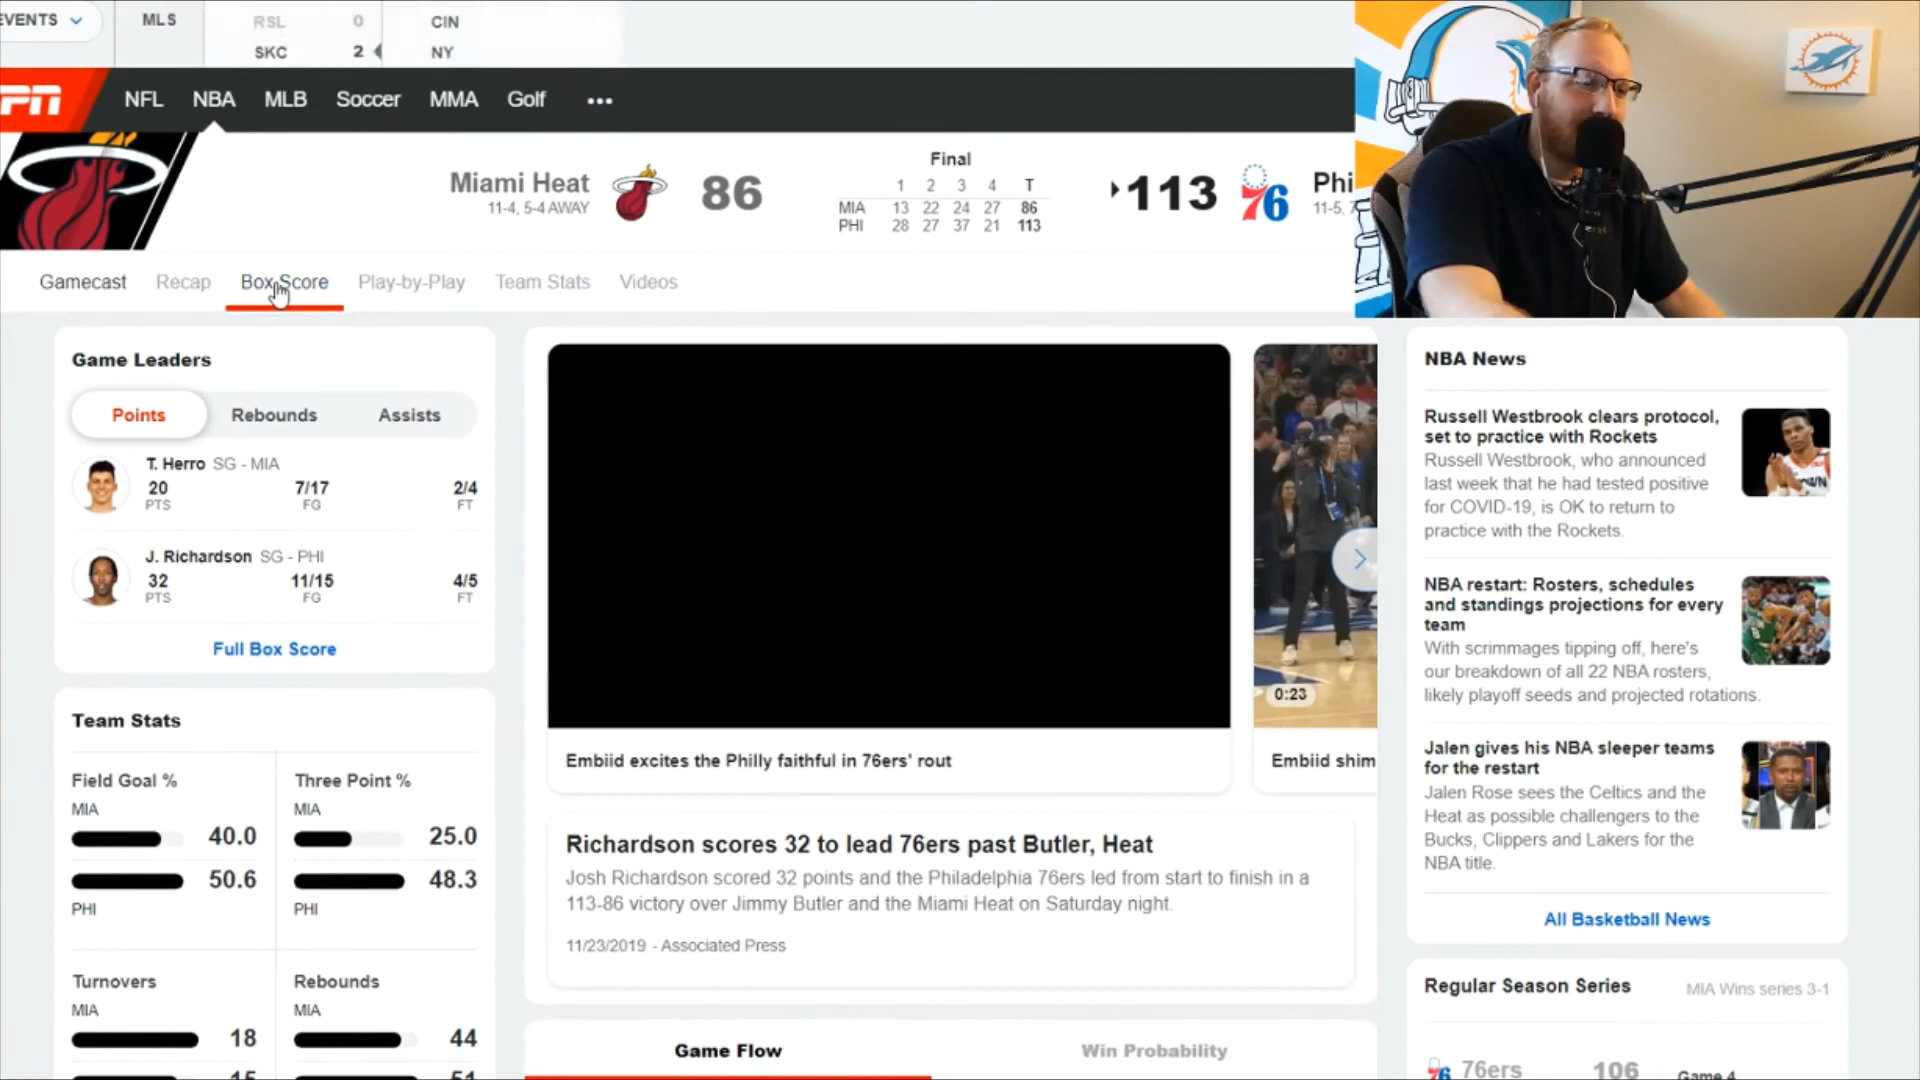 EVENTS
MLS
RSL 0
SKC 2
CIN
NY
NFL NBA MLB Soccer MMA Golf
Miami Heat
11-4, 5-4 AWAY
86
Final
1 2 3 4 T
MIA 13 22 24 27 86
PHI 28 27 37 21 113
113
76
Phi
11-5, 7
Gamecast Recap Box Score Play-by-Play Team Stats Videos
Game Leaders
Points Rebounds Assists
T. Herro SG - MIA
20 7/17 2/4
PTS FG FT
J. Richardson SG - PHI
32 11/15 4/5
PTS FG FT
Full Box Score
Team Stats
Field Goal %
MIA
40.0
50.6
PHI
Three Point %
MIA
25.0
48.3
PHI
Turnovers
MIA
18
15
Rebounds
MIA
44
51
0:23
Embiid excites the Philly faithful in 76ers' rout
Embiid shim
Richardson scores 32 to lead 76ers past Butler, Heat
Josh Richardson scored 32 points and the Philadelphia 76ers led from start to finish in a
113-86 victory over Jimmy Butler and the Miami Heat on Saturday night.
11/23/2019 - Associated Press
Game Flow Win Probability
NBA News
Russell Westbrook clears protocol,
set to practice with Rockets
Russell Westbrook, who announced
last week that he had tested positive
for COVID-19, is OK to return to
practice with the Rockets.
NBA restart: Rosters, schedules
and standings projections for every
team
With scrimmages tipping off, here's
our breakdown of all 22 NBA rosters,
likely playoff seeds and projected rotations.
Jalen gives his NBA sleeper teams
for the restart
Jalen Rose sees the Celtics and the
Heat as possible challengers to the
Bucks, Clippers and Lakers for the
NBA title.
All Basketball News
Regular Season Series MIA Wins series 3-1
76ers 106 Game 4